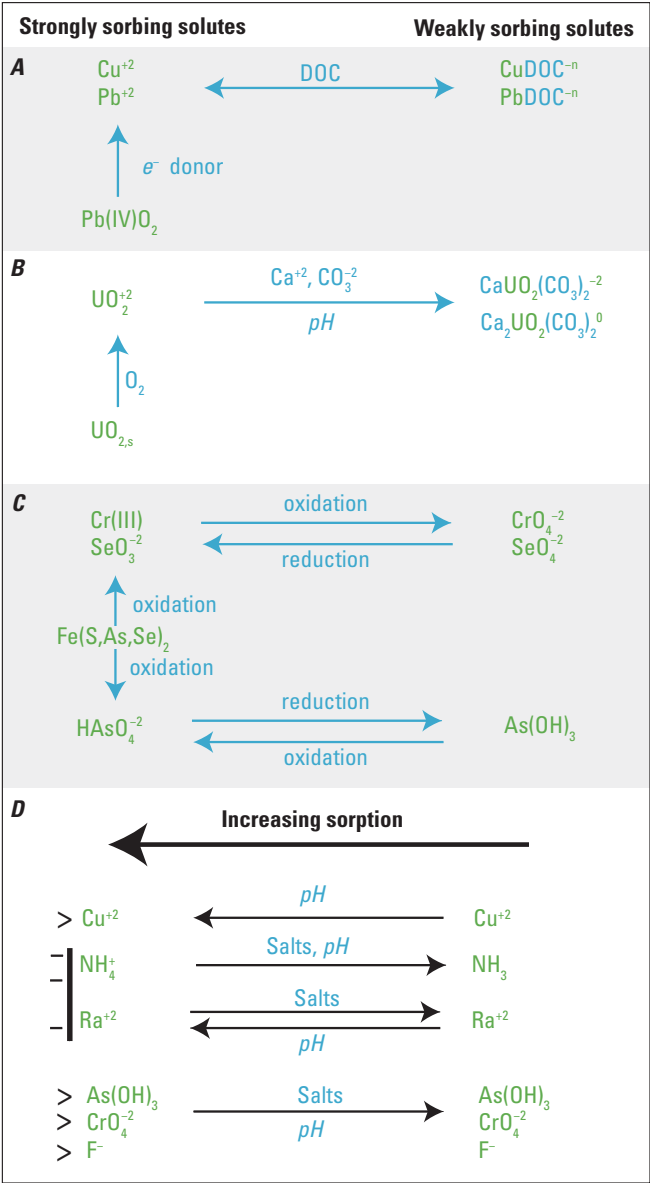 Strongly sorbing solutes Weakly sorbing solutes
A Cu⁺² DOC CuDOC⁻ⁿ
Pb⁺² PbDOC⁻ⁿ
e⁻ donor
Pb(IV)O₂
B Ca⁺², CO₃⁻²
UO₂⁺² CaUO₂(CO₃)₂⁻²
pH Ca₂UO₂(CO₃)₂⁰
O₂
UO₂,ₛ
C oxidation
Cr(III) CrO₄⁻²
SeO₃⁻² SeO₄⁻²
reduction
oxidation
Fe(S,As,Se)₂
oxidation
reduction
HAsO₄⁻² As(OH)₃
oxidation
D Increasing sorption
pH
> Cu⁺² Cu⁺²
Salts, pH
NH₄⁺ NH₃
Salts
Ra⁺² Ra⁺²
pH
> As(OH)₃ Salts As(OH)₃
> CrO₄⁻² pH CrO₄⁻²
> F⁻ F⁻